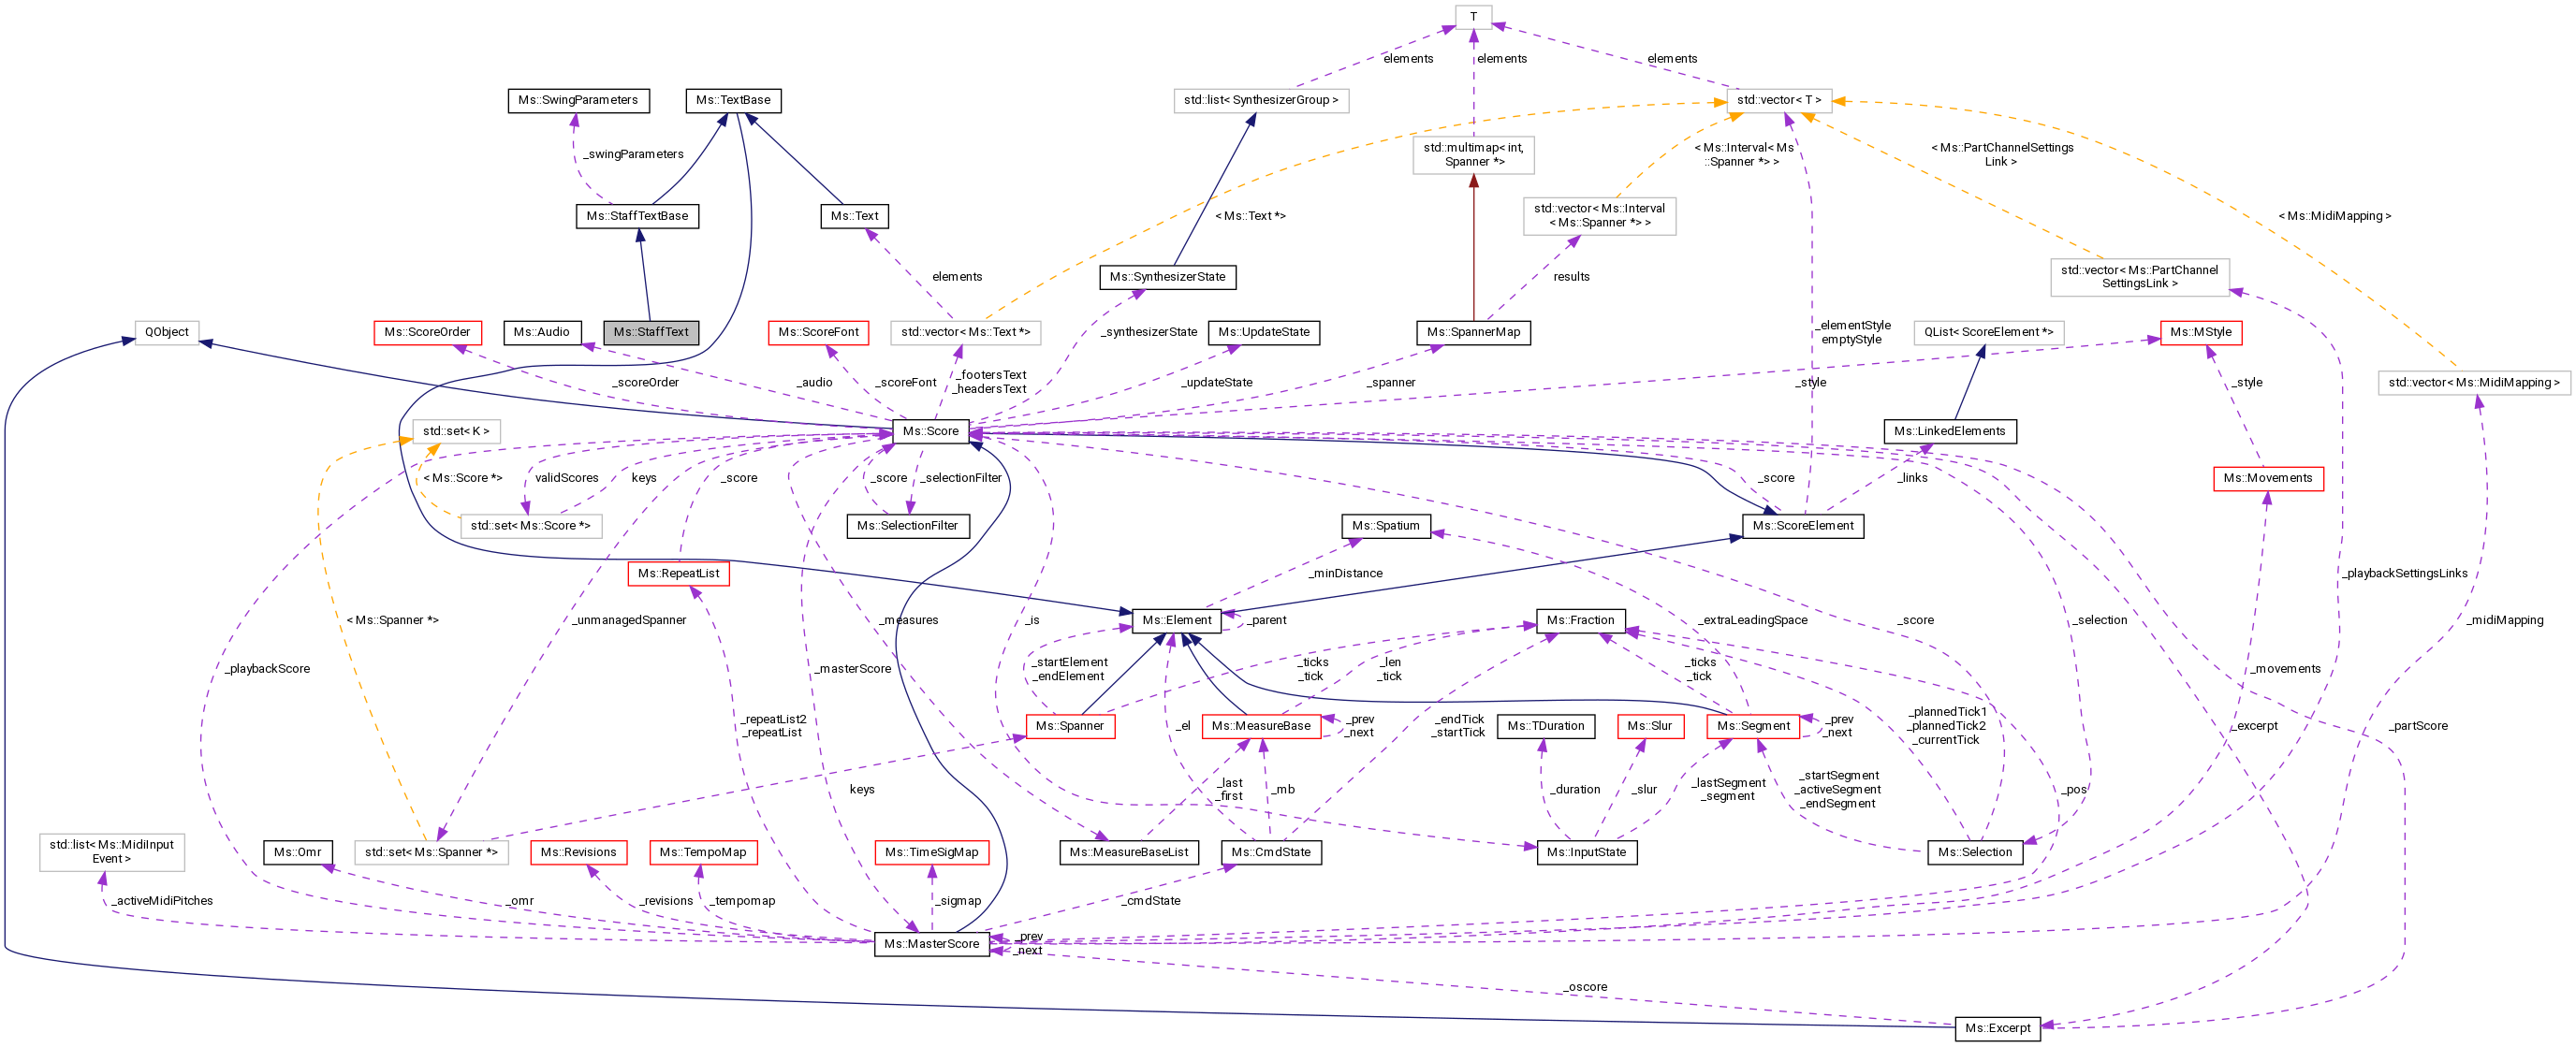 T
elements
elements
elements
Ms::SwingParameters
Ms::TextBase
std::list< SynthesizerGroup >
std::vector< T >
_swingParameters
std::multimap< int,
Spanner *>
< Ms::Interval< Ms
::Spanner *> >
< Ms::PartChannelSettings
Link >
Ms::StaffTextBase
Ms::Text
< Ms::Text *>
std::vector< Ms::Interval
< Ms::Spanner *> >
< Ms::MidiMapping >
elements
Ms::SynthesizerState
results
std::vector< Ms::PartChannel
SettingsLink >
QObject
Ms::ScoreOrder
Ms::Audio
Ms::StaffText
Ms::ScoreFont
std::vector< Ms::Text *>
_synthesizerState
Ms::UpdateState
Ms::SpannerMap
_elementStyle
emptyStyle
QList< ScoreElement *>
Ms::MStyle
_scoreOrder
_audio
_scoreFont
_footersText
_headersText
_updateState
_spanner
_style
_style
std::vector< Ms::MidiMapping >
std::set< K >
Ms::Score
Ms::LinkedElements
< Ms::Score *>
validScores
keys
_score
_score
_selectionFilter
_score
_links
Ms::Movements
std::set< Ms::Score *>
Ms::SelectionFilter
Ms::Spatium
Ms::ScoreElement
Ms::RepeatList
_minDistance
_playbackSettingsLinks
< Ms::Spanner *>
_unmanagedSpanner
_measures
_is
Ms::Element
_parent
Ms::Fraction
_extraLeadingSpace
_score
_selection
_midiMapping
_playbackScore
_masterScore
_startElement
_endElement
_ticks
_tick
_len
_tick
_ticks
_tick
_movements
_repeatList2
_repeatList
Ms::Spanner
_el
Ms::MeasureBase
_prev
_next
_endTick
_startTick
Ms::TDuration
Ms::Slur
Ms::Segment
_prev
_next
_plannedTick1
_plannedTick2
_currentTick
_excerpt
_partScore
keys
_last
_first
_mb
_duration
_slur
_lastSegment
_segment
_startSegment
_activeSegment
_endSegment
_pos
std::list< Ms::MidiInput
Event >
Ms::Omr
std::set< Ms::Spanner *>
Ms::Revisions
Ms::TempoMap
Ms::TimeSigMap
Ms::MeasureBaseList
Ms::CmdState
Ms::InputState
Ms::Selection
_activeMidiPitches
_omr
_revisions
_tempomap
_sigmap
_cmdState
Ms::MasterScore
_prev
_next
_oscore
Ms::Excerpt